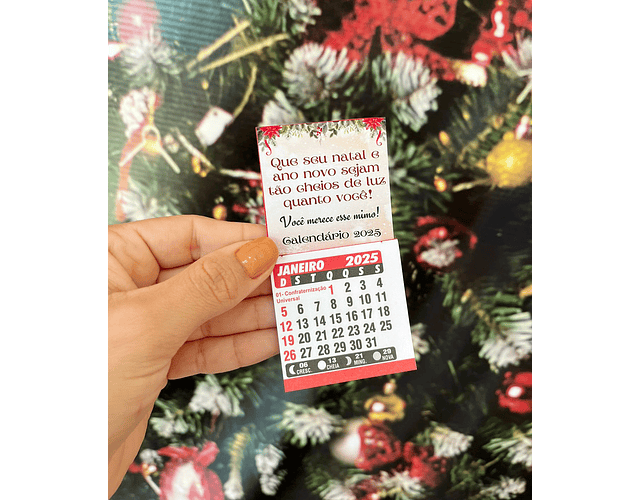 Que seu natal e
ano novo sejam
tão cheios de luz
quanto você!
Você merece esse mimo!
Calendário 2025
JANEIRO 2025
D S T Q Q S S
01- Confraternização
Universal
1 2 3 4
5 6 7 8 9 10 11
12 13 14 15 16 17 18
19 20 21 22 23 24 25
26 27 28 29 30 31
06 CRESC. 13 CHEIA 21 MING. 29 NOVA